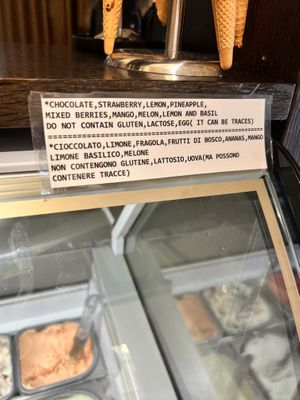 *CHOCOLATE,STRAWBERRY,LEMON,PINEAPPLE,
MIXED BERRIES,MANGO,MELON,LEMON AND BASIL
DO NOT CONTAIN GLUTEN,LACTOSE,EGG( IT CAN BE TRACES)
==================================================
*CIOCCOLATO,LIMONE,FRAGOLA,FRUTTI DI BOSCO,ANANAS,MANGO
LIMONE BASILICO,MELONE
NON CONTENGONO GLUTINE,LATTOSIO,UOVA(MA POSSONO
CONTENERE TRACCE)